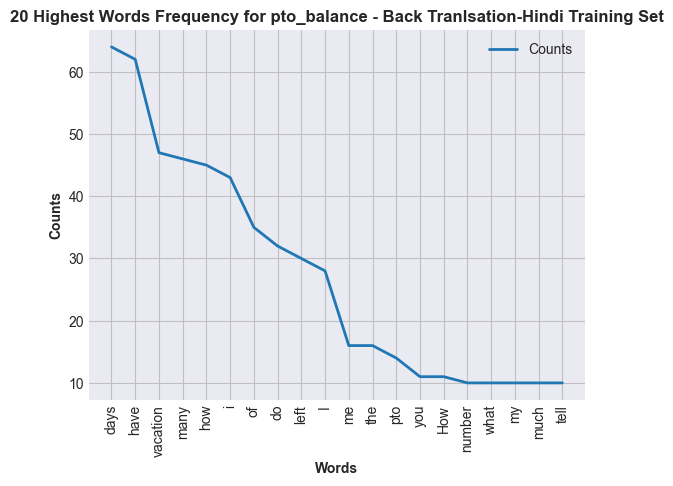 20 Highest Words Frequency for pto_balance - Back Tranlsation-Hindi Training Set
Counts
60
50
40
30
20
10
Counts
days
have
vacation
many
how
i
of
do
left
I
me
the
pto
you
How
number
what
my
much
tell
Words